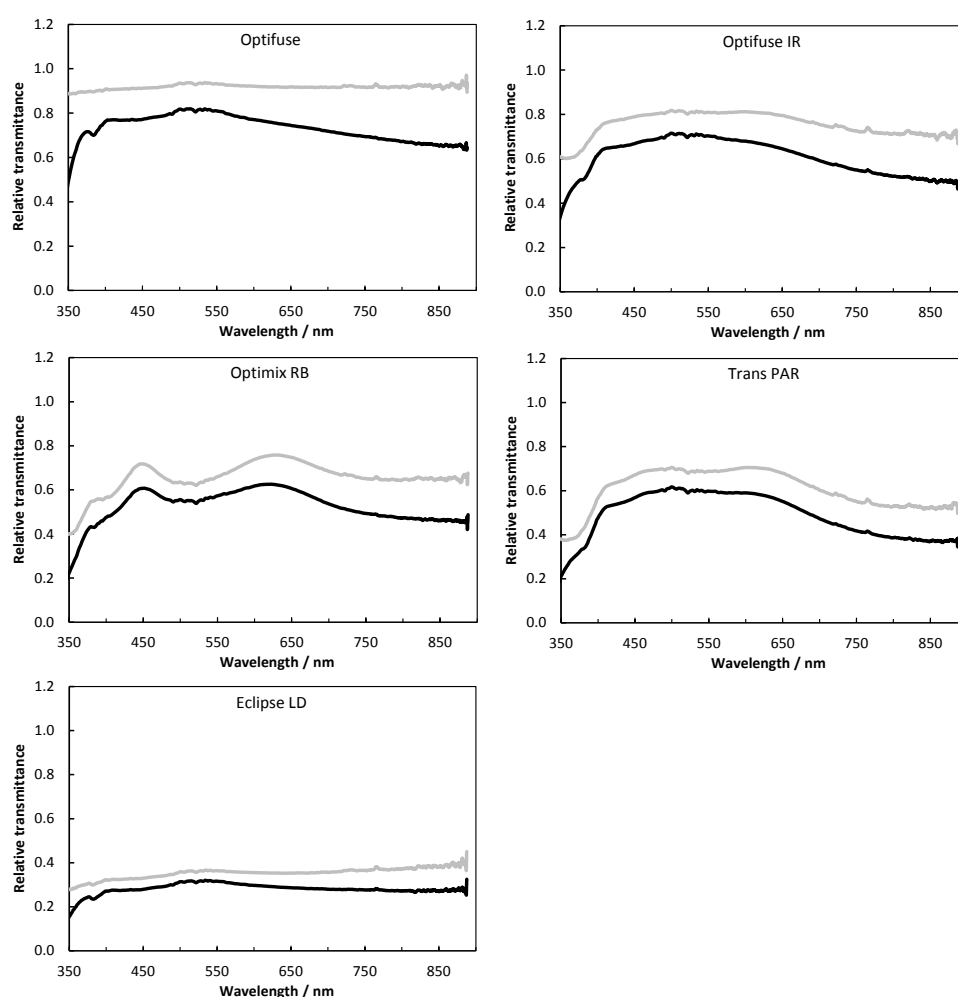 Optifuse
Relative transmittance
1.2
1.0
0.8
0.6
0.4
0.2
0.0
350 450 550 650 750 850
Wavelength / nm
Optifuse IR
Relative transmittance
1.2
1.0
0.8
0.6
0.4
0.2
0.0
350 450 550 650 750 850
Wavelength / nm
Optimix RB
Relative transmittance
1.2
1.0
0.8
0.6
0.4
0.2
0.0
350 450 550 650 750 850
Wavelength / nm
Trans PAR
Relative transmittance
1.2
1.0
0.8
0.6
0.4
0.2
0.0
350 450 550 650 750 850
Wavelength / nm
Eclipse LD
Relative transmittance
1.2
1.0
0.8
0.6
0.4
0.2
0.0
350 450 550 650 750 850
Wavelength / nm